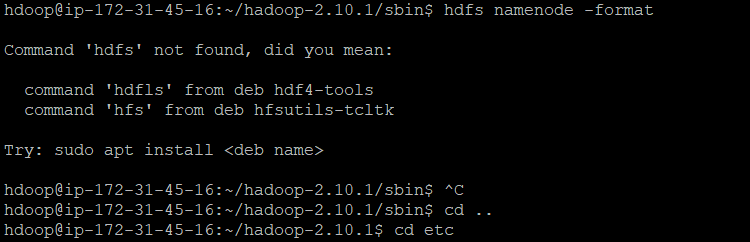 hdoop@ip-172-31-45-16:~/hadoop-2.10.1/sbin$ hdfs namenode -format
Command 'hdfs' not found, did you mean:
command 'hdfls' from deb hdf4-tools
command 'hfs' from deb hfsutils-tcltk
Try: sudo apt install <deb name>
hdoop@ip-172-31-45-16:~/hadoop-2.10.1/sbin$ ^C
hdoop@ip-172-31-45-16:~/hadoop-2.10.1/sbin$ cd ..
hdoop@ip-172-31-45-16:~/hadoop-2.10.1$ cd etc